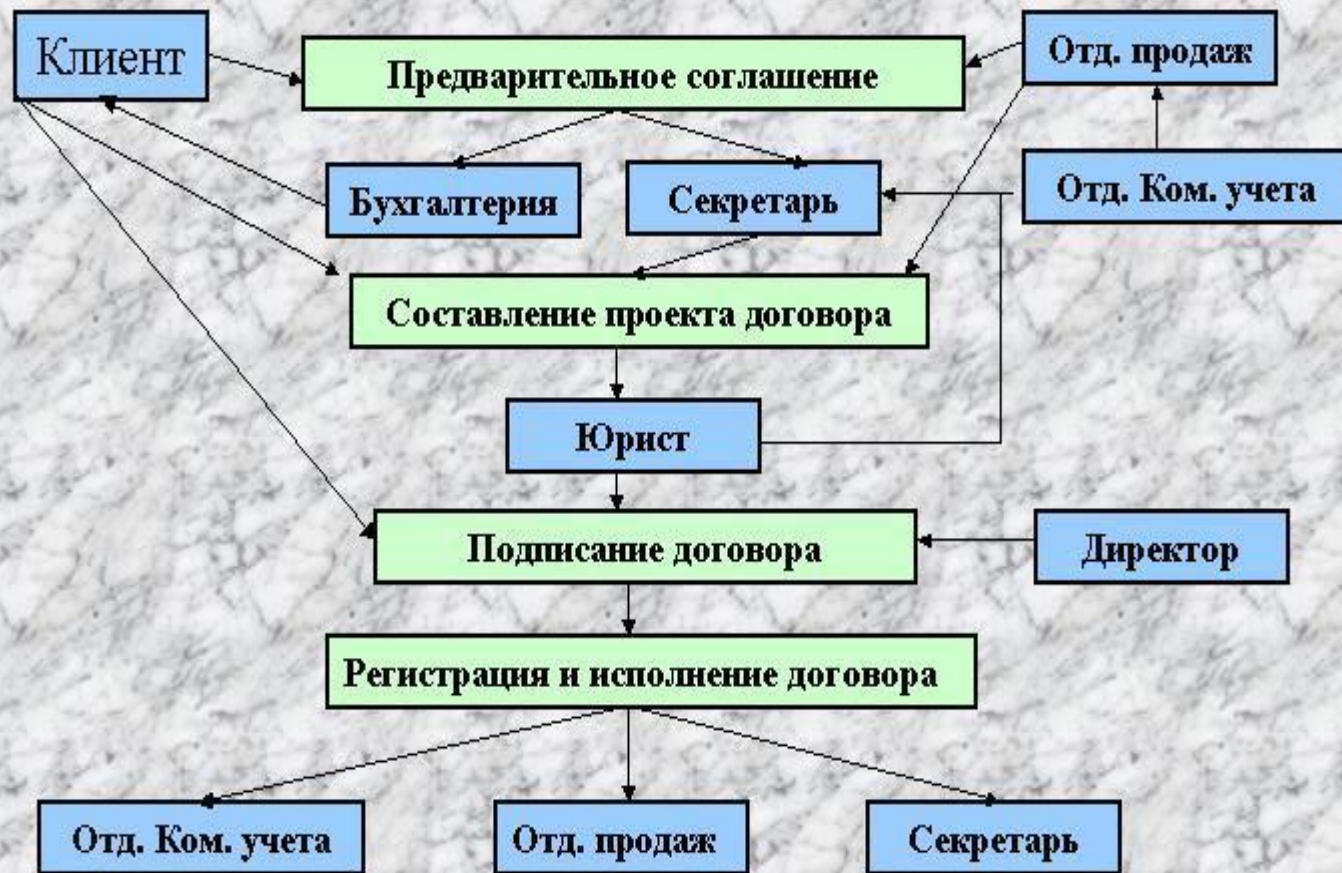 Клиент
Предварительное соглашение
Отд. продаж
Бухгалтерия
Секретарь
Отд. Ком. учета
Составление проекта договора
Юрист
Подписание договора
Директор
Регистрация и исполнение договора
Отд. Ком. учета
Отд. продаж
Секретарь